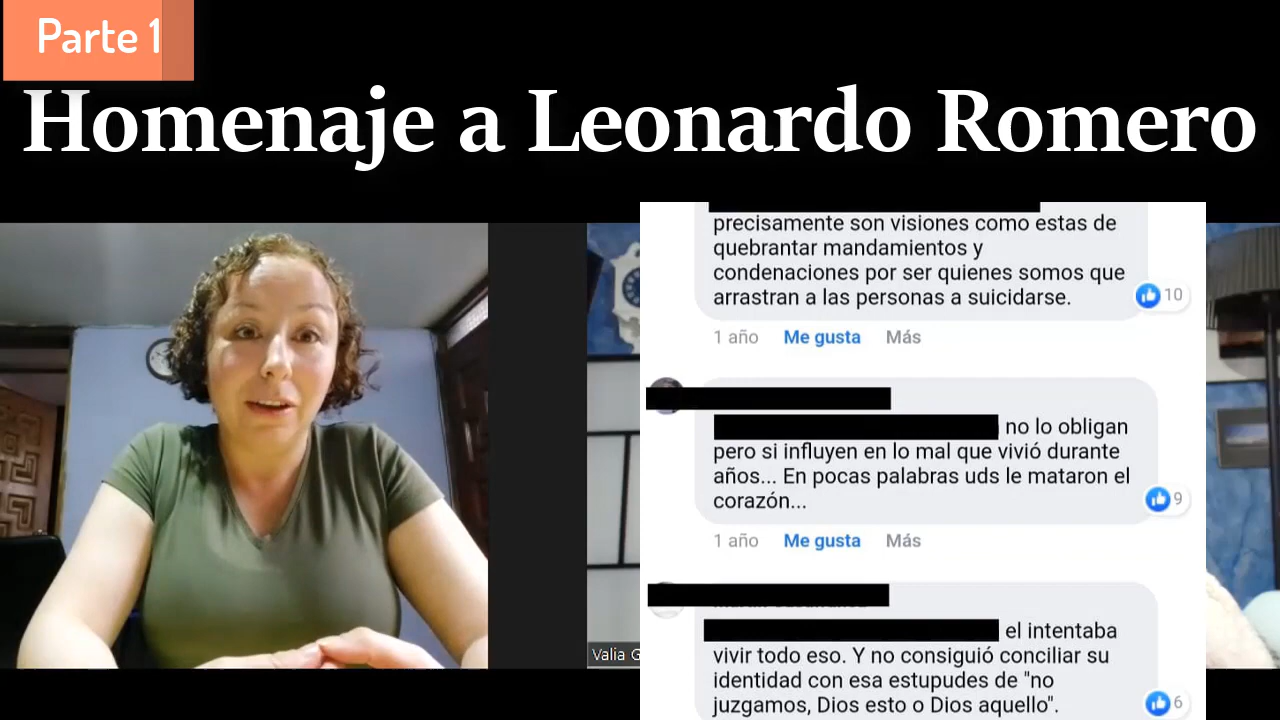 Parte 1
Homenaje a Leonardo Romero
precisamente son visiones como estas de
quebrantar mandamientos y
condenaciones por ser quienes somos que
arrastran a las personas a suicidarse.
10
1 año Me gusta Más
no lo obligan
pero si influyen en lo mal que vivió durante
años... En pocas palabras uds le mataron el
corazón...
9
1 año Me gusta Más
el intentaba
vivir todo eso. Y no consiguió conciliar su
identidad con esa estupudes de "no
juzgamos, Dios esto o Dios aquello".
6
Valia G